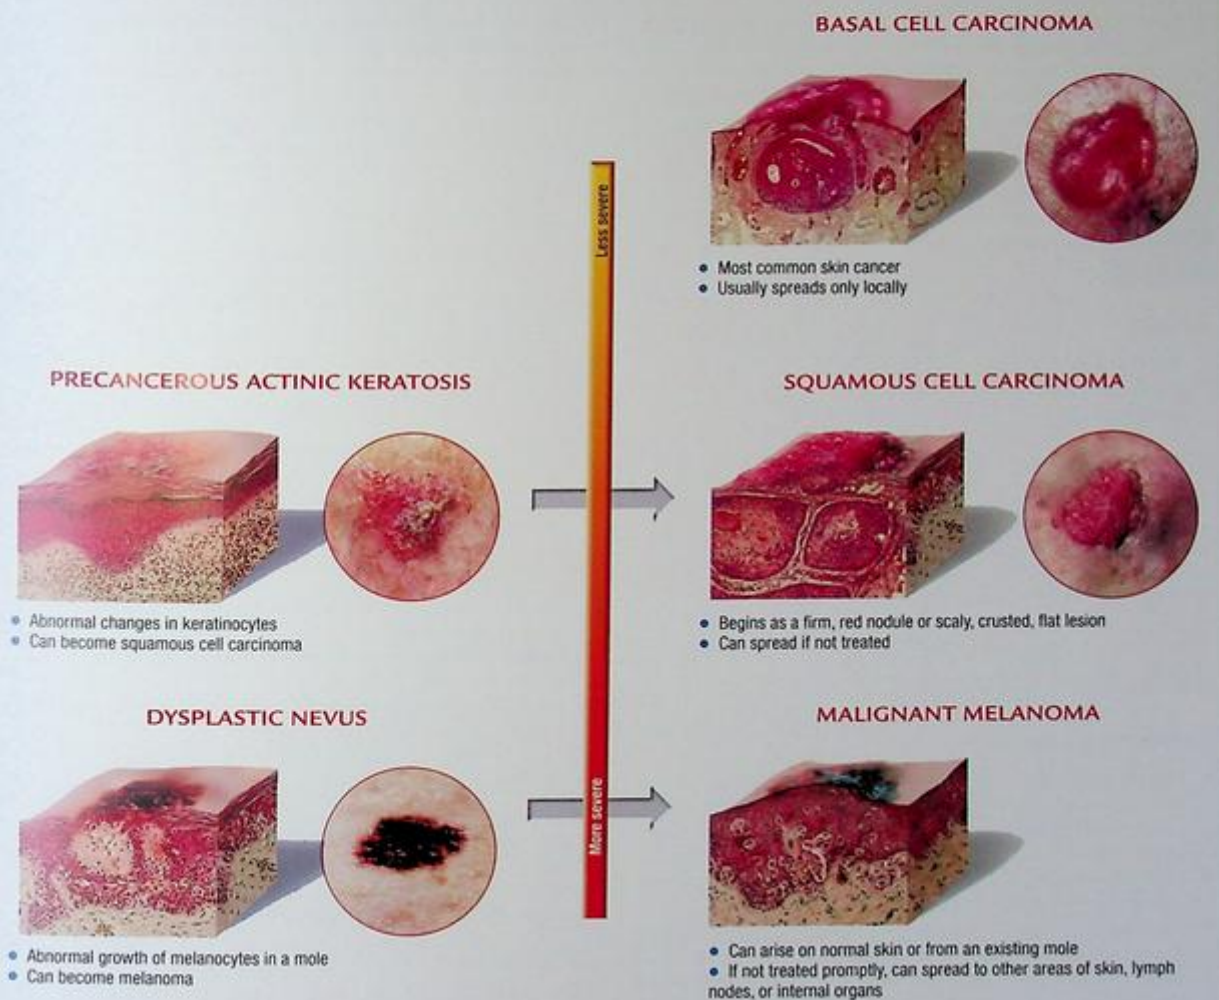 BASAL CELL CARCINOMA
Less severe
• Most common skin cancer
• Usually spreads only locally
PRECANCEROUS ACTINIC KERATOSIS
SQUAMOUS CELL CARCINOMA
• Abnormal changes in keratinocytes
• Can become squamous cell carcinoma
• Begins as a firm, red nodule or scaly, crusted, flat lesion
• Can spread if not treated
DYSPLASTIC NEVUS
MALIGNANT MELANOMA
More severe
• Abnormal growth of melanocytes in a mole
• Can become melanoma
• Can arise on normal skin or from an existing mole
• If not treated promptly, can spread to other areas of skin, lymph
nodes, or internal organs